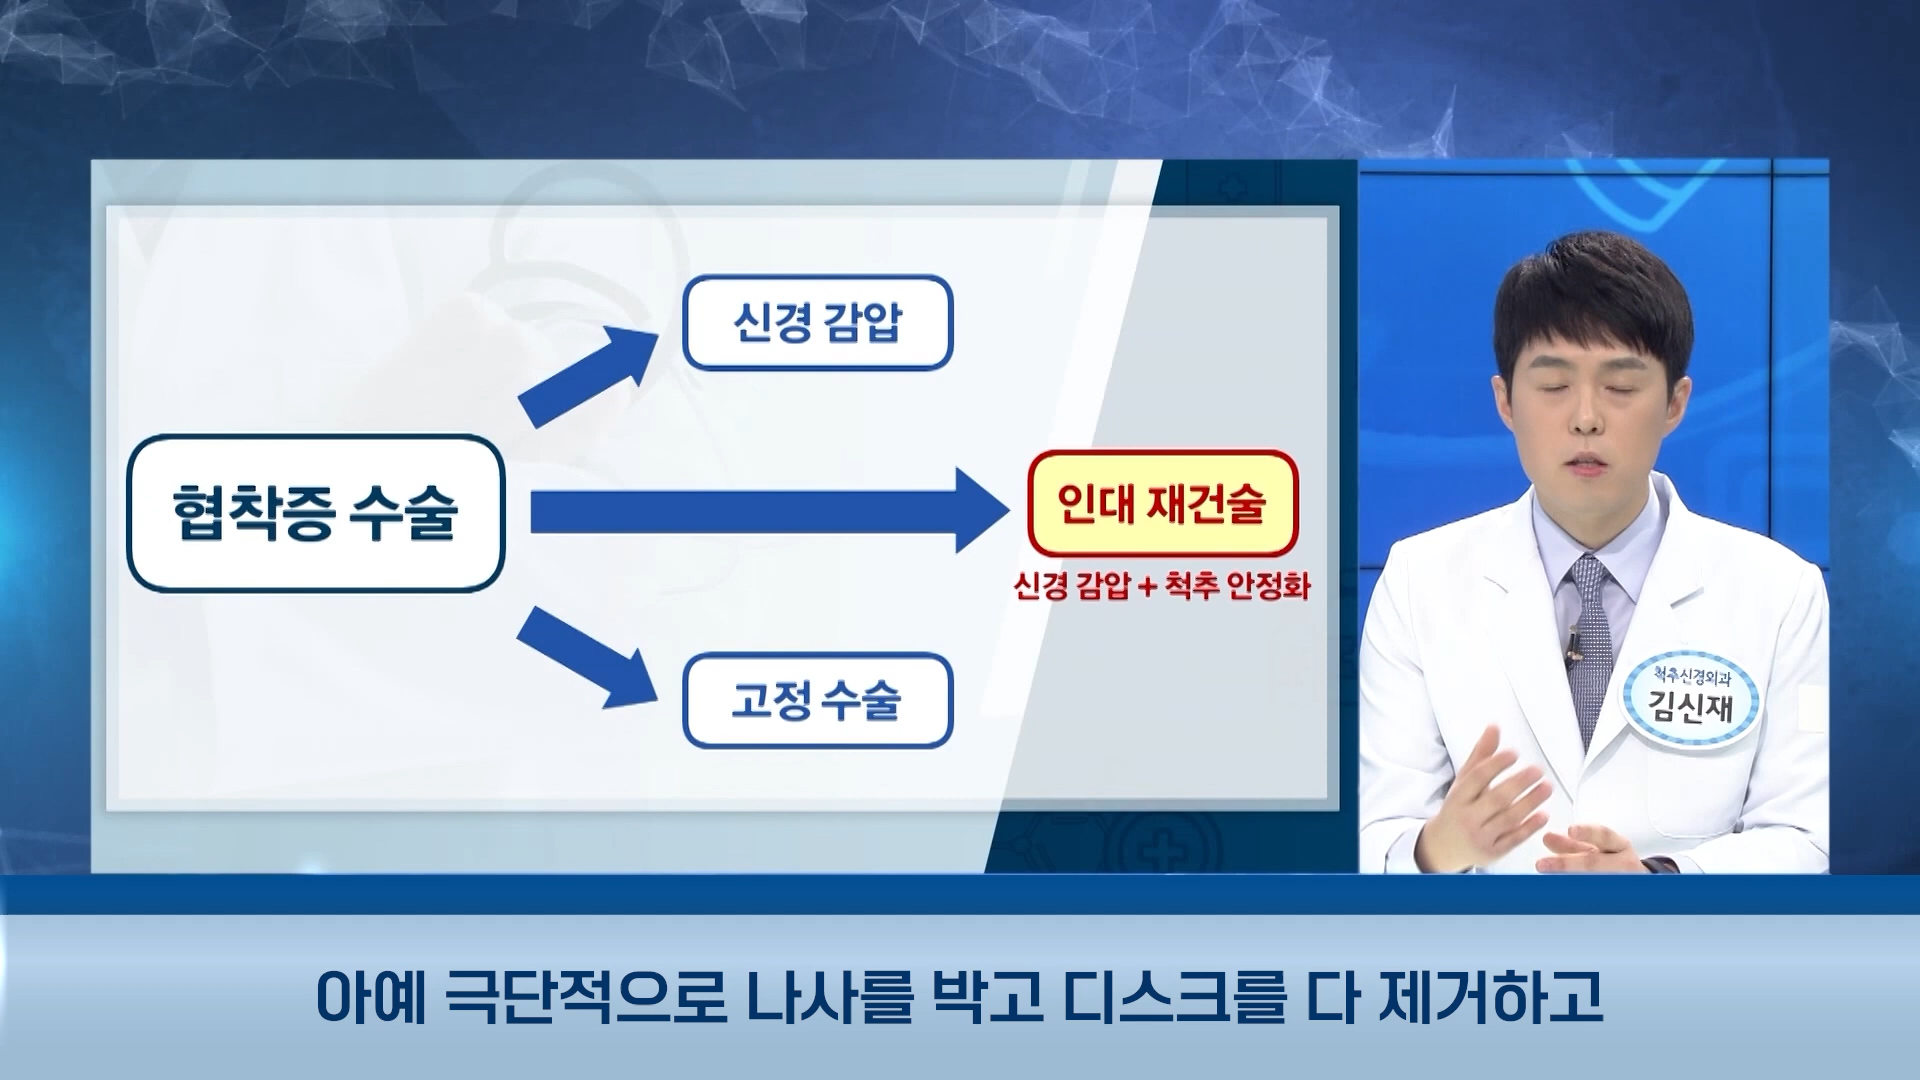 신경 감압
협착증 수술
인대 재건술
신경 감압 + 척추 안정화
고정 수술
척추신경외과
김신재
아예 극단적으로 나사를 박고 디스크를 다 제거하고